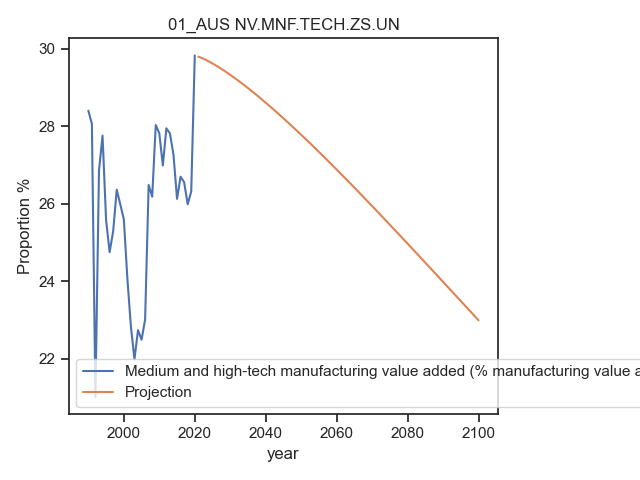 01_AUS NV.MNF.TECH.ZS.UN
Proportion %
30
28
26
24
22
Medium and high-tech manufacturing value added (% manufacturing value
Projection
2000
2020
2040
2060
2080
2100
year